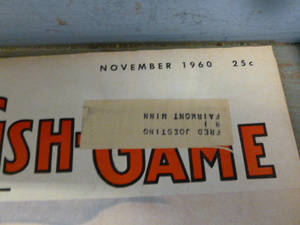 NOVEMBER 1960 25c
FRED JOESTING
R 1
FAIRMONT MINN
ISH-GAME